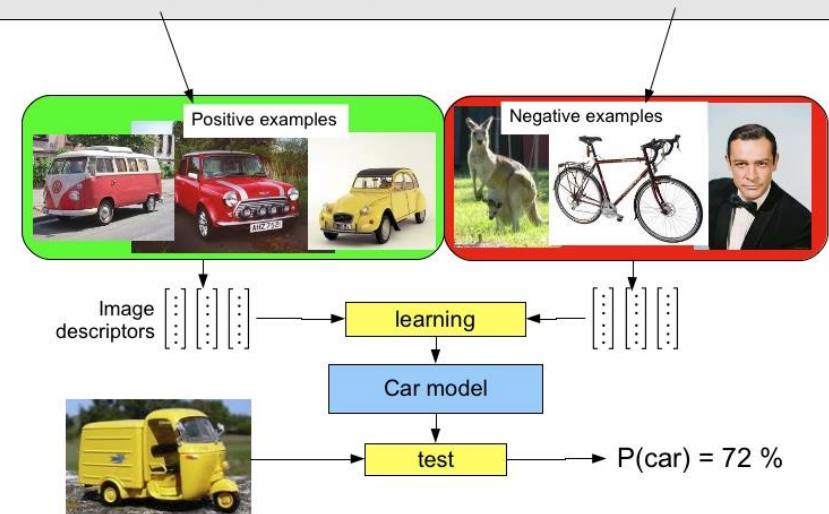 Positive examples
Negative examples
Image
descriptors
learning
Car model
test
P(car) = 72 %